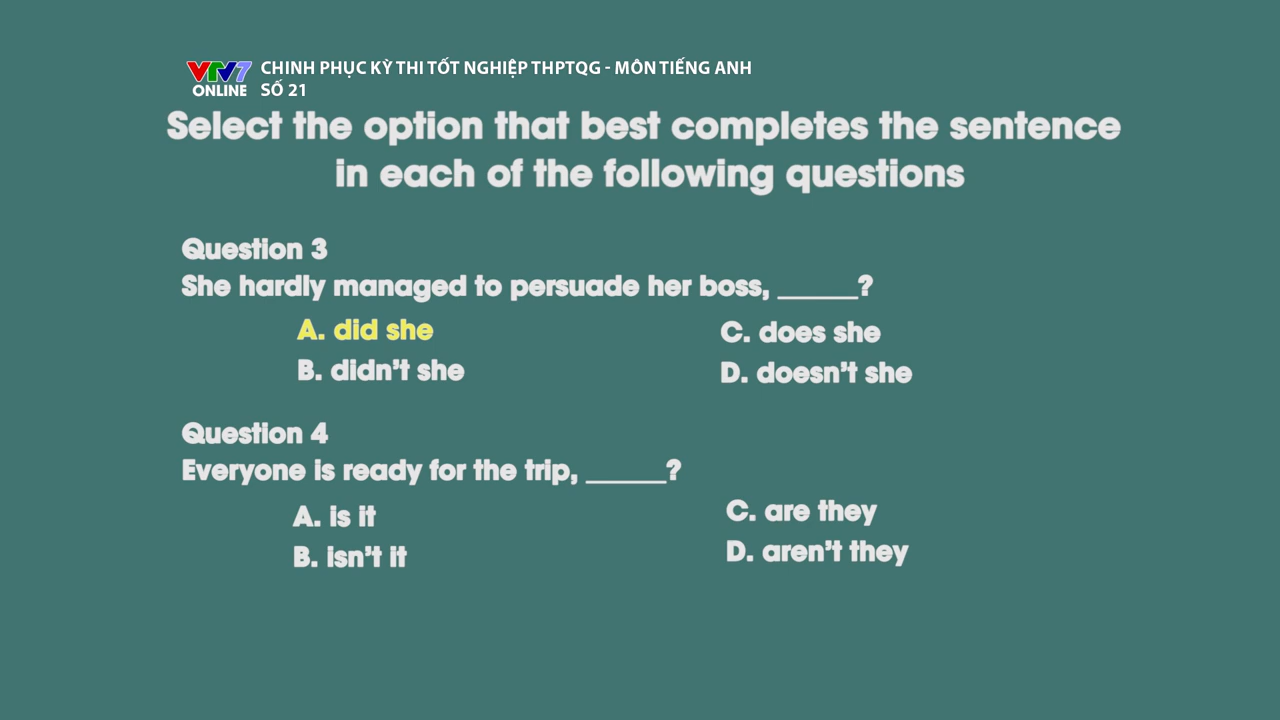 VTV7
ONLINE
CHINH PHỤC KỲ THI TỐT NGHIỆP THPTQG - MÔN TIẾNG ANH
SỐ 21
Select the option that best completes the sentence
in each of the following questions
Question 3
She hardly managed to persuade her boss, ______?
A. did she
B. didn't she
C. does she
D. doesn't she
Question 4
Everyone is ready for the trip, ______?
A. is it
B. isn't it
C. are they
D. aren't they